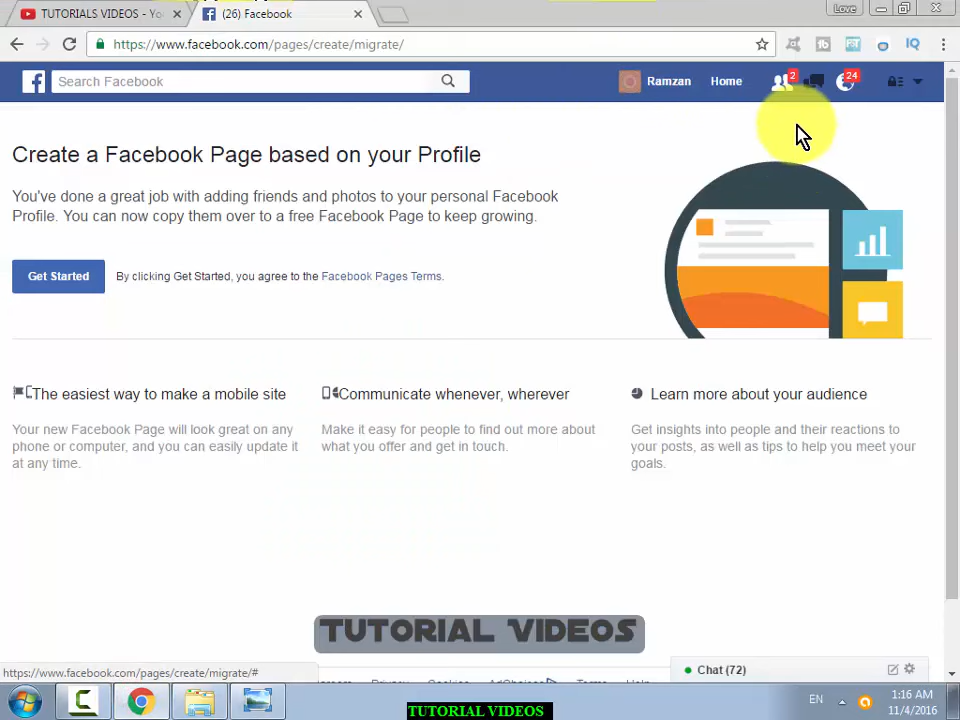 TUTORIALS VIDEOS - Yo
(26) Facebook
Love
https://www.facebook.com/pages/create/migrate/
Search Facebook
Ramzan
Home
2
24
Create a Facebook Page based on your Profile
You've done a great job with adding friends and photos to your personal Facebook
Profile. You can now copy them over to a free Facebook Page to keep growing.
Get Started
By clicking Get Started, you agree to the Facebook Pages Terms.
The easiest way to make a mobile site
Your new Facebook Page will look great on any
phone or computer, and you can easily update it
at any time.
Communicate whenever, wherever
Make it easy for people to find out more about
what you offer and get in touch.
Learn more about your audience
Get insights into people and their reactions to
your posts, as well as tips to help you meet your
goals.
TUTORIAL VIDEOS
https://www.facebook.com/pages/create/migrate/#
Chat (72)
EN
1:16 AM
11/4/2016
TUTORIAL VIDEOS